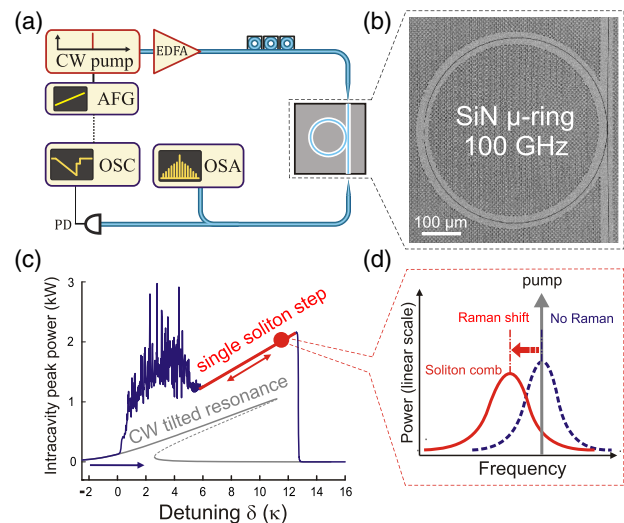 (a)
CW pump
EDFA
AFG
OSC
OSA
PD
(b)
SiN μ-ring
100 GHz
100 μm
(c)
Intracavity peak power (kW)
3
2
1
0
single soliton step
CW tilted resonance
-2 0 2 4 6 8 10 12 14 16
Detuning δ (κ)
(d)
pump
Raman shift
No Raman
Soliton comb
Power (linear scale)
Frequency